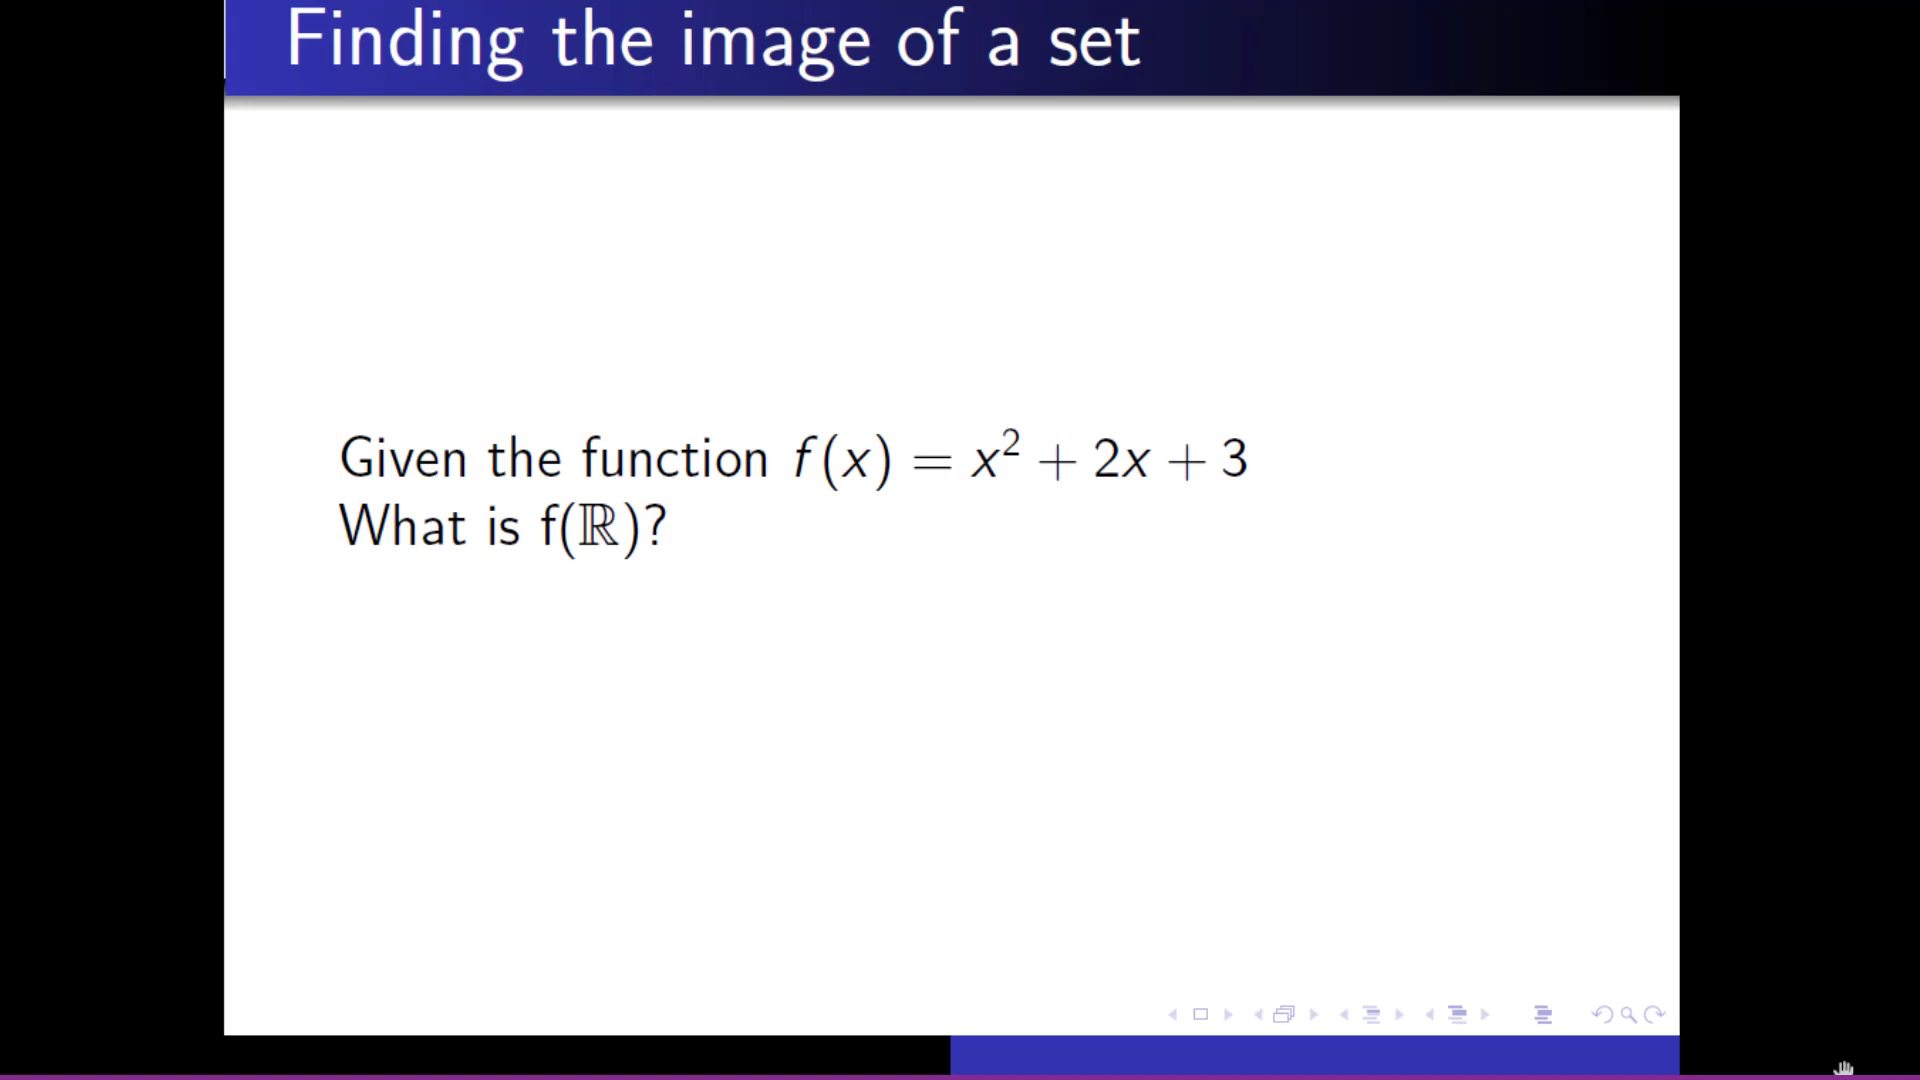 Finding the image of a set
Given the function f(x) = x² + 2x + 3
What is f(ℝ)?